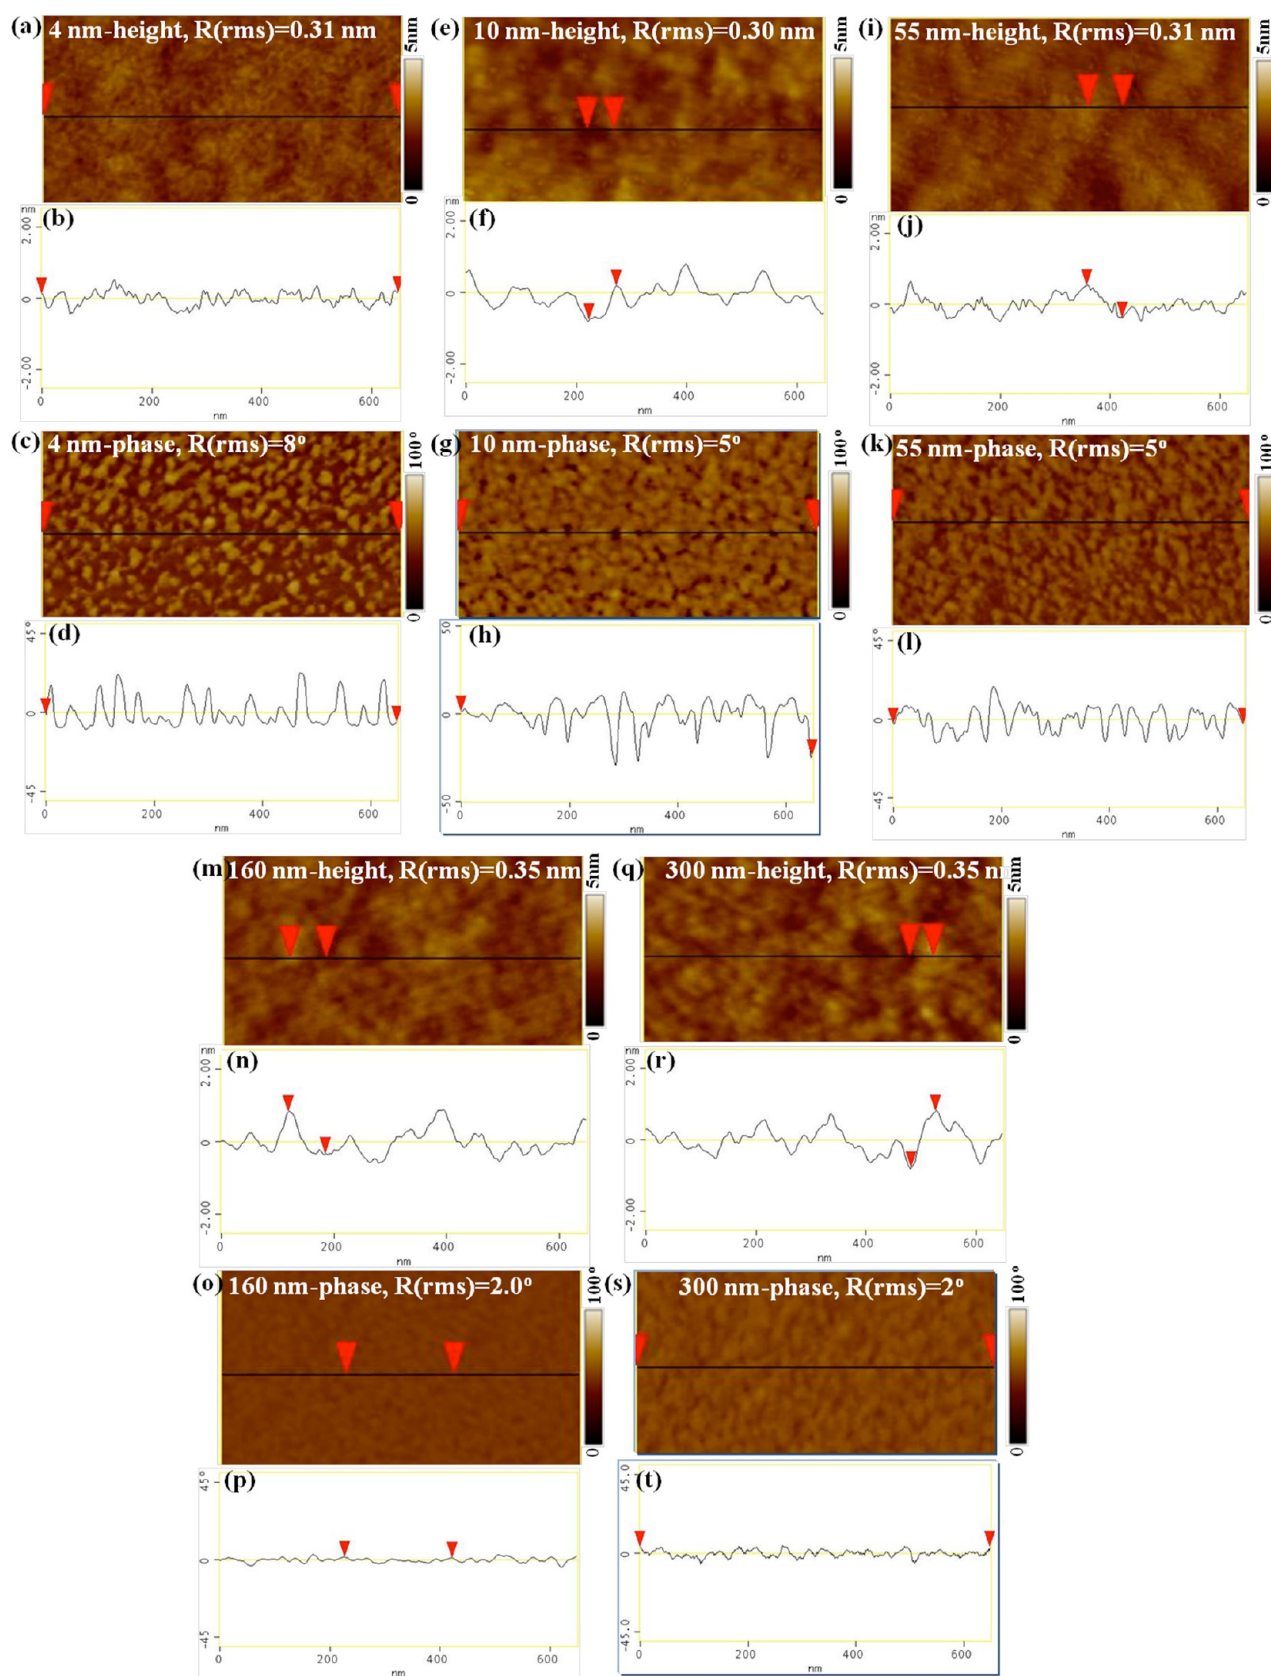 (a) 4 nm-height, R(rms)=0.31 nm
5nm
0
(e) 10 nm-height, R(rms)=0.30 nm
5nm
0
(i) 55 nm-height, R(rms)=0.31 nm
5nm
0
(b)
nm
2.00
0
-2.00
0 200 400 600
nm
(f)
nm
2.00
0
-2.00
0 200 400 600
nm
(j)
2.00
0
-2.00
0 200 400 600
nm
(c) 4 nm-phase, R(rms)=8°
100°
0
(g) 10 nm-phase, R(rms)=5°
100°
0
(k) 55 nm-phase, R(rms)=5°
100°
0
(d)
45°
0
-45
0 200 400 600
nm
(h)
50
0
-50
0 200 400 600
nm
(l)
45°
0
-45
0 200 400 600
nm
(m) 160 nm-height, R(rms)=0.35 nm
5nm
0
(q) 300 nm-height, R(rms)=0.35 nm
5nm
0
(n)
nm
2.00
0
-2.00
0 200 400 600
nm
(r)
nm
2.00
0
-2.00
0 200 400 600
nm
(o) 160 nm-phase, R(rms)=2.0°
100°
0
(s) 300 nm-phase, R(rms)=2°
100°
0
(p)
45°
0
-45
0 200 400 600
nm
(t)
45.0
0
-45.0
0 200 400 600
nm